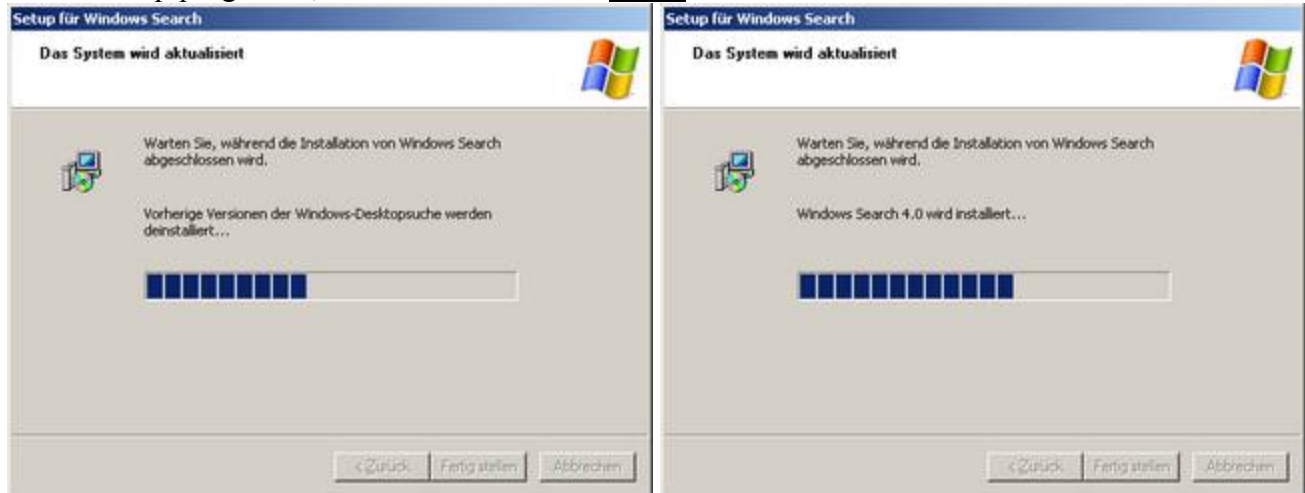 Setup für Windows Search
Das System wird aktualisiert
Warten Sie, während die Installation von Windows Search
abgeschlossen wird.
Vorherige Versionen der Windows-Desktopsuche werden
deinstalliert...
< Zurück Fertig stellen Abbrechen
Setup für Windows Search
Das System wird aktualisiert
Warten Sie, während die Installation von Windows Search
abgeschlossen wird.
Windows Search 4.0 wird installiert...
< Zurück Fertig stellen Abbrechen